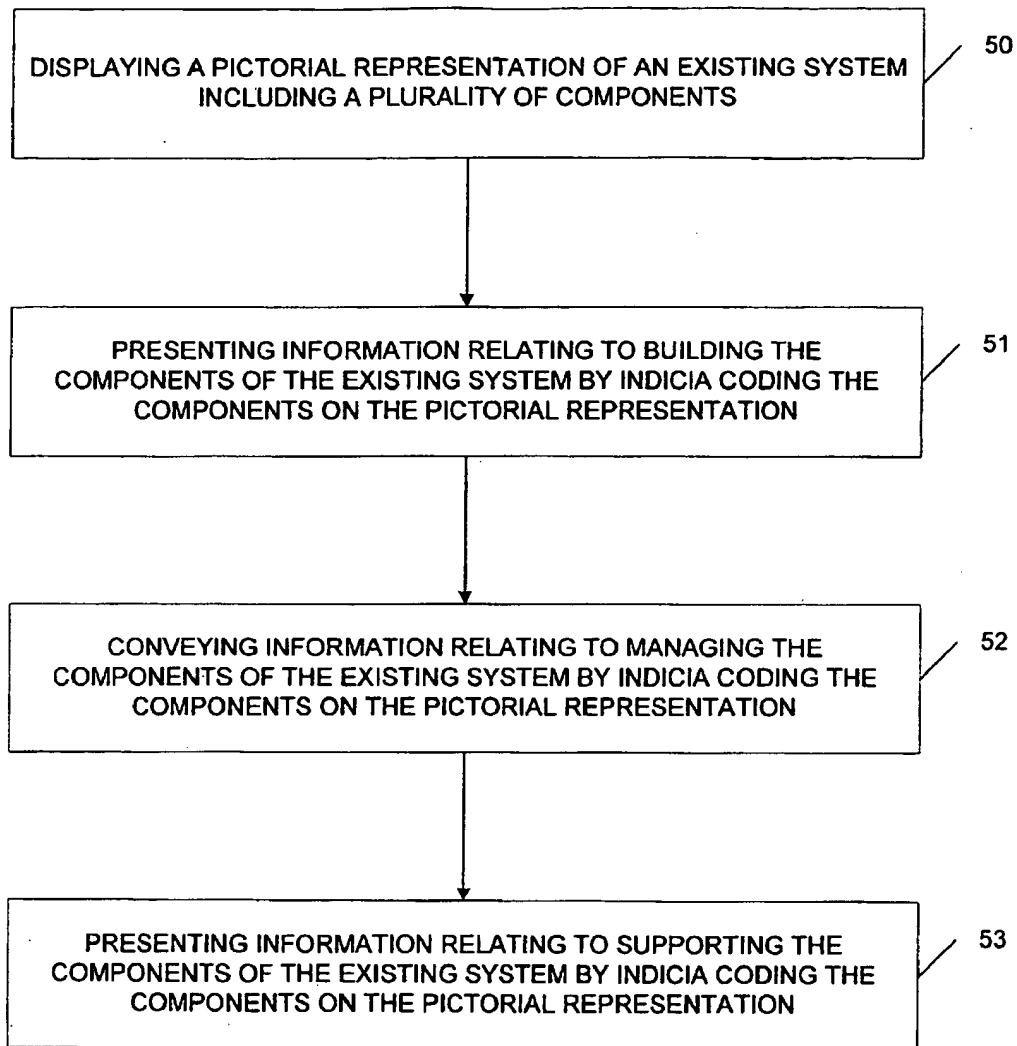 DISPLAYING A PICTORIAL REPRESENTATION OF AN EXISTING SYSTEM
INCLUDING A PLURALITY OF COMPONENTS
50
PRESENTING INFORMATION RELATING TO BUILDING THE
COMPONENTS OF THE EXISTING SYSTEM BY INDICIA CODING THE
COMPONENTS ON THE PICTORIAL REPRESENTATION
51
CONVEYING INFORMATION RELATING TO MANAGING THE
COMPONENTS OF THE EXISTING SYSTEM BY INDICIA CODING THE
COMPONENTS ON THE PICTORIAL REPRESENTATION
52
PRESENTING INFORMATION RELATING TO SUPPORTING THE
COMPONENTS OF THE EXISTING SYSTEM BY INDICIA CODING THE
COMPONENTS ON THE PICTORIAL REPRESENTATION
53